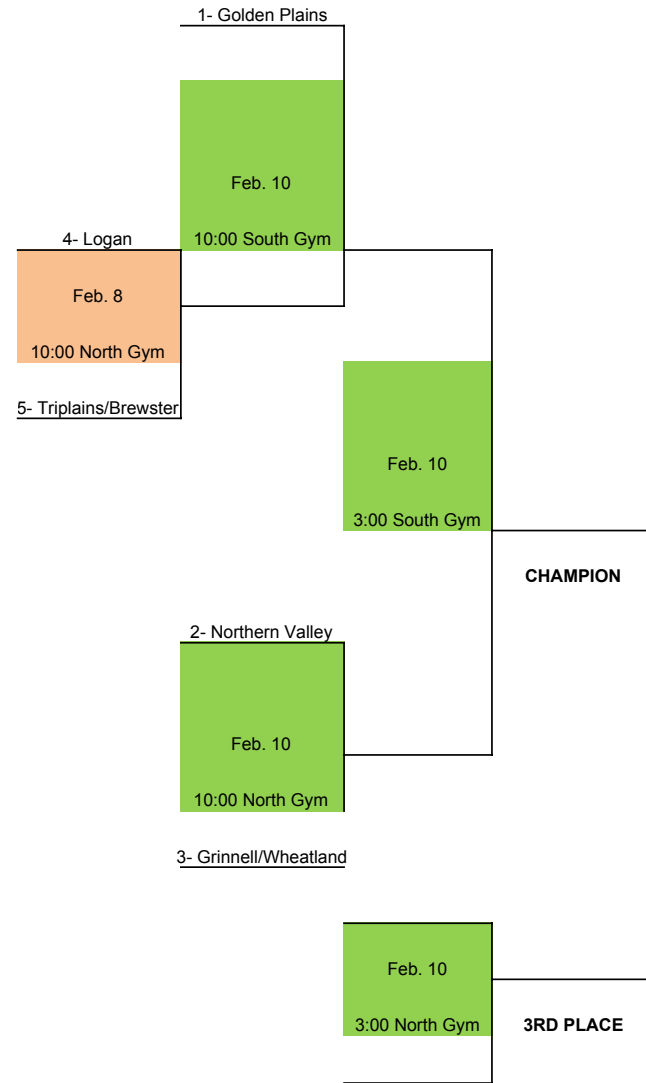 1- Golden Plains
Feb. 10
10:00 South Gym
4- Logan
Feb. 8
10:00 North Gym
5- Triplains/Brewster
Feb. 10
3:00 South Gym
CHAMPION
2- Northern Valley
Feb. 10
10:00 North Gym
3- Grinnell/Wheatland
Feb. 10
3:00 North Gym
3RD PLACE